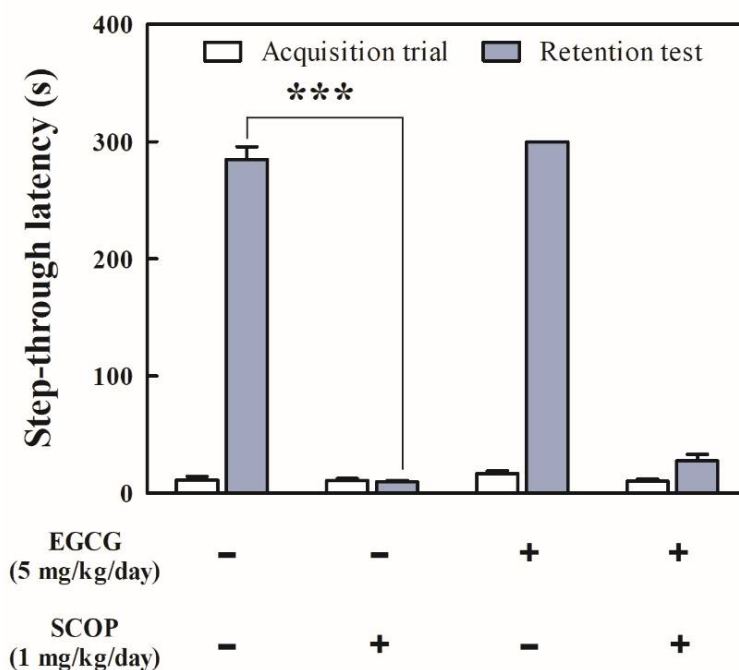 400
Acquisition trial Retention test
***
300
200
100
0
Step-through latency (s)
EGCG - - + +
(5 mg/kg/day)
SCOP - + - +
(1 mg/kg/day)